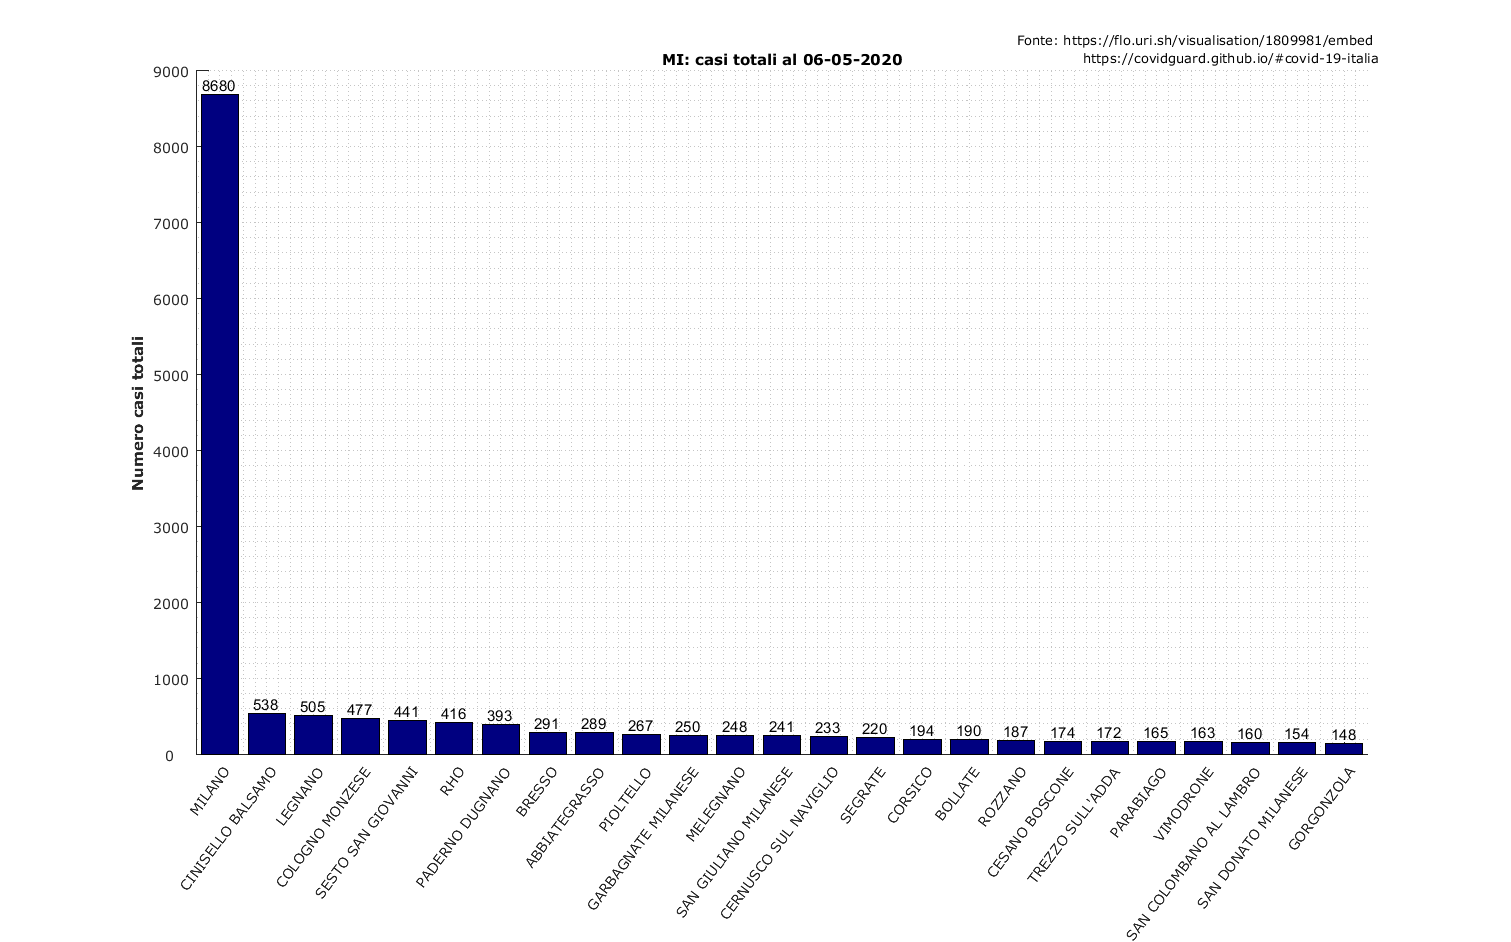 Fonte: https://flo.uri.sh/visualisation/1809981/embed
https://covidguard.github.io/#covid-19-italia
MI: casi totali al 06-05-2020
Numero casi totali
9000
8000
7000
6000
5000
4000
3000
2000
1000
0
8680
538
505
477
441
416
393
291
289
267
250
248
241
233
220
194
190
187
174
172
165
163
160
154
148
MILANO
CINISELLO BALSAMO
LEGNANO
COLOGNO MONZESE
SESTO SAN GIOVANNI
RHO
PADERNO DUGNANO
BRESSO
ABBIATEGRASSO
PIOLTELLO
GARBAGNATE MILANESE
MELEGNANO
SAN GIULIANO MILANESE
CERNUSCO SUL NAVIGLIO
SEGRATE
CORSICO
BOLLATE
ROZZANO
CESANO BOSCONE
TREZZO SULL'ADDA
PARABIAGO
VIMODRONE
SAN COLOMBANO AL LAMBRO
SAN DONATO MILANESE
GORGONZOLA